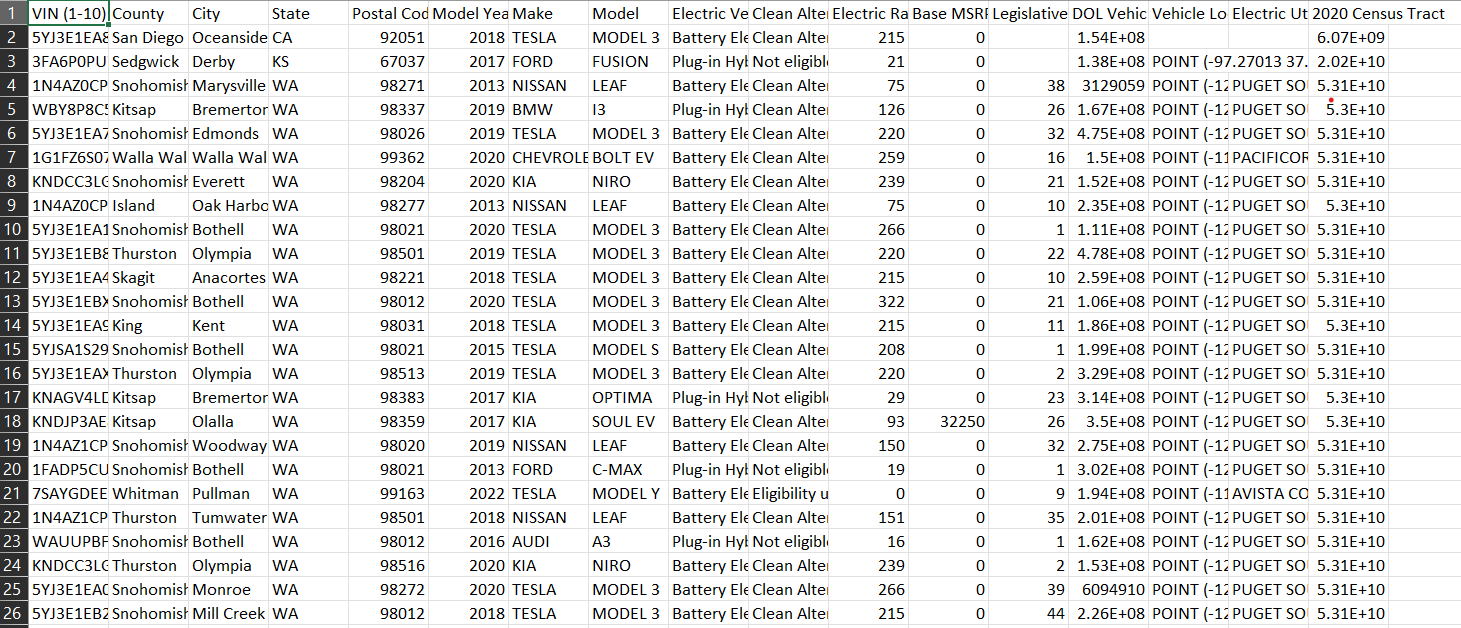 1 VIN (1-10) County City State Postal Cod Model Yea Make Model Electric Ve Clean Alter Electric Ra Base MSRP Legislative DOL Vehic Vehicle Lo Electric Ut 2020 Census Tract
2 5YJ3E1EA8 San Diego Oceanside CA 92051 2018 TESLA MODEL 3 Battery Ele Clean Alter 215 0 1.54E+08 6.07E+09
3 3FA6P0PU Sedgwick Derby KS 67037 2017 FORD FUSION Plug-in Hyb Not eligible 21 0 1.38E+08 POINT (-97.27013 37. 2.02E+10
4 1N4AZ0CP Snohomish Marysville WA 98271 2013 NISSAN LEAF Battery Ele Clean Alter 75 0 38 3129059 POINT (-12 PUGET SO 5.31E+10
5 WBY8P8C5 Kitsap Bremerton WA 98337 2019 BMW I3 Plug-in Hyb Clean Alter 126 0 26 1.67E+08 POINT (-12 PUGET SO 5.3E+10
6 5YJ3E1EA7 Snohomish Edmonds WA 98026 2019 TESLA MODEL 3 Battery Ele Clean Alter 220 0 32 4.75E+08 POINT (-12 PUGET SO 5.31E+10
7 1G1FZ6S07 Walla Wal Walla Wal WA 99362 2020 CHEVROLE BOLT EV Battery Ele Clean Alter 259 0 16 1.5E+08 POINT (-11 PACIFICOR 5.31E+10
8 KNDCC3LG Snohomish Everett WA 98204 2020 KIA NIRO Battery Ele Clean Alter 239 0 21 1.52E+08 POINT (-12 PUGET SO 5.31E+10
9 1N4AZ0CP Island Oak Harbo WA 98277 2013 NISSAN LEAF Battery Ele Clean Alter 75 0 10 2.35E+08 POINT (-12 PUGET SO 5.3E+10
10 5YJ3E1EA1 Snohomish Bothell WA 98021 2020 TESLA MODEL 3 Battery Ele Clean Alter 266 0 1 1.11E+08 POINT (-12 PUGET SO 5.31E+10
11 5YJ3E1EB8 Thurston Olympia WA 98501 2019 TESLA MODEL 3 Battery Ele Clean Alter 220 0 22 4.78E+08 POINT (-12 PUGET SO 5.31E+10
12 5YJ3E1EA4 Skagit Anacortes WA 98221 2018 TESLA MODEL 3 Battery Ele Clean Alter 215 0 10 2.59E+08 POINT (-12 PUGET SO 5.31E+10
13 5YJ3E1EBX Snohomish Bothell WA 98012 2020 TESLA MODEL 3 Battery Ele Clean Alter 322 0 21 1.06E+08 POINT (-12 PUGET SO 5.31E+10
14 5YJ3E1EA9 King Kent WA 98031 2018 TESLA MODEL 3 Battery Ele Clean Alter 215 0 11 1.86E+08 POINT (-12 PUGET SO 5.3E+10
15 5YJSA1S29 Snohomish Bothell WA 98021 2015 TESLA MODEL S Battery Ele Clean Alter 208 0 1 1.99E+08 POINT (-12 PUGET SO 5.31E+10
16 5YJ3E1EAX Thurston Olympia WA 98513 2019 TESLA MODEL 3 Battery Ele Clean Alter 220 0 2 3.29E+08 POINT (-12 PUGET SO 5.31E+10
17 KNAGV4LD Kitsap Bremerton WA 98383 2017 KIA OPTIMA Plug-in Hyb Not eligible 29 0 23 3.14E+08 POINT (-12 PUGET SO 5.3E+10
18 KNDJP3AE Kitsap Olalla WA 98359 2017 KIA SOUL EV Battery Ele Clean Alter 93 32250 26 3.5E+08 POINT (-12 PUGET SO 5.3E+10
19 1N4AZ1CP Snohomish Woodway WA 98020 2019 NISSAN LEAF Battery Ele Clean Alter 150 0 32 2.75E+08 POINT (-12 PUGET SO 5.31E+10
20 1FADP5CU Snohomish Bothell WA 98021 2013 FORD C-MAX Plug-in Hyb Not eligible 19 0 1 3.02E+08 POINT (-12 PUGET SO 5.31E+10
21 7SAYGDEE Whitman Pullman WA 99163 2022 TESLA MODEL Y Battery Ele Eligibility u 0 0 9 1.94E+08 POINT (-11 AVISTA CO 5.31E+10
22 1N4AZ1CP Thurston Tumwater WA 98501 2018 NISSAN LEAF Battery Ele Clean Alter 151 0 35 2.01E+08 POINT (-12 PUGET SO 5.31E+10
23 WAUUPBF Snohomish Bothell WA 98012 2016 AUDI A3 Plug-in Hyb Not eligible 16 0 1 1.62E+08 POINT (-12 PUGET SO 5.31E+10
24 KNDCC3LG Thurston Olympia WA 98516 2020 KIA NIRO Battery Ele Clean Alter 239 0 2 1.53E+08 POINT (-12 PUGET SO 5.31E+10
25 5YJ3E1EA0 Snohomish Monroe WA 98272 2020 TESLA MODEL 3 Battery Ele Clean Alter 266 0 39 6094910 POINT (-12 PUGET SO 5.31E+10
26 5YJ3E1EB2 Snohomish Mill Creek WA 98012 2018 TESLA MODEL 3 Battery Ele Clean Alter 215 0 44 2.26E+08 POINT (-12 PUGET SO 5.31E+10